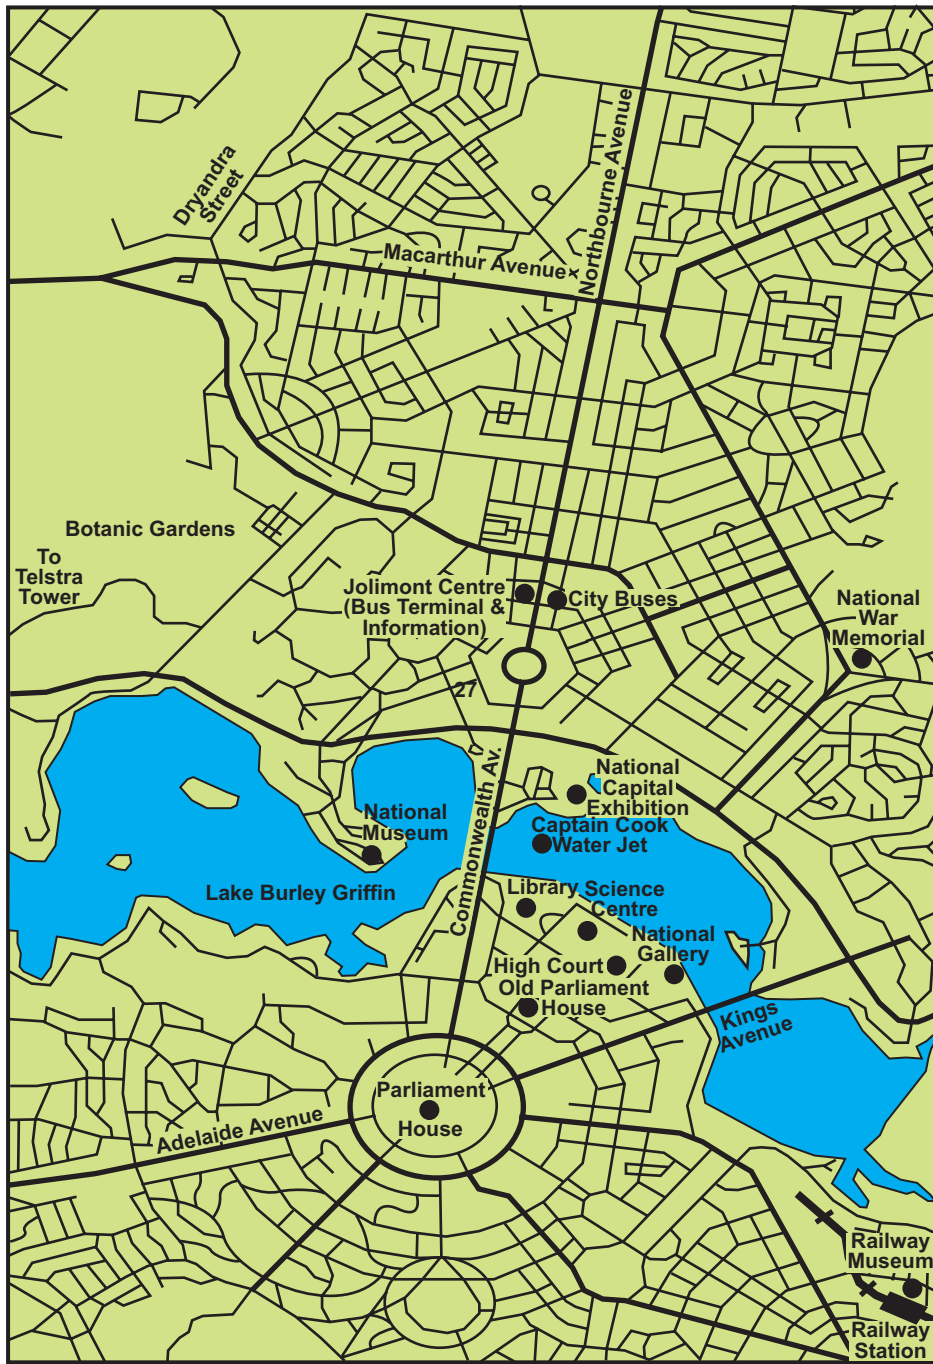 Northbourne Avenue
Dryandra
Street
Macarthur Avenue
Botanic Gardens
To
Telstra
Tower
Jolimont Centre
(Bus Terminal &
Information)
City Buses
National
War
Memorial
27
Commonwealth Av.
National
Capital
Exhibition
National
Museum
Captain Cook
Water Jet
Lake Burley Griffin
Library
Science
Centre
National
Gallery
High Court
Old Parliament
House
Kings
Avenue
Parliament
House
Adelaide Avenue
Railway
Museum
Railway
Station